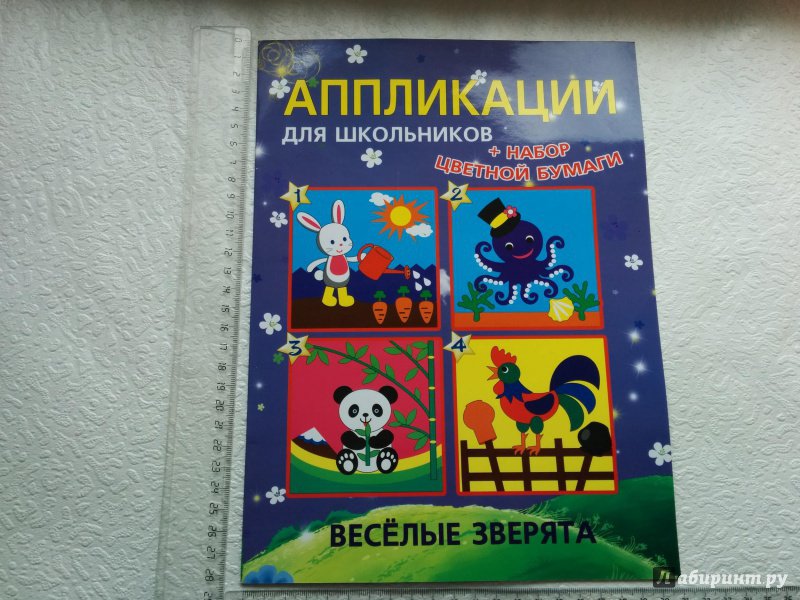 АППЛИКАЦИИ
ДЛЯ ШКОЛЬНИКОВ
+ НАБОР
ЦВЕТНОЙ БУМАГИ
1 2
3 4
ВЕСЁЛЫЕ ЗВЕРЯТА
Лабиринт.ру